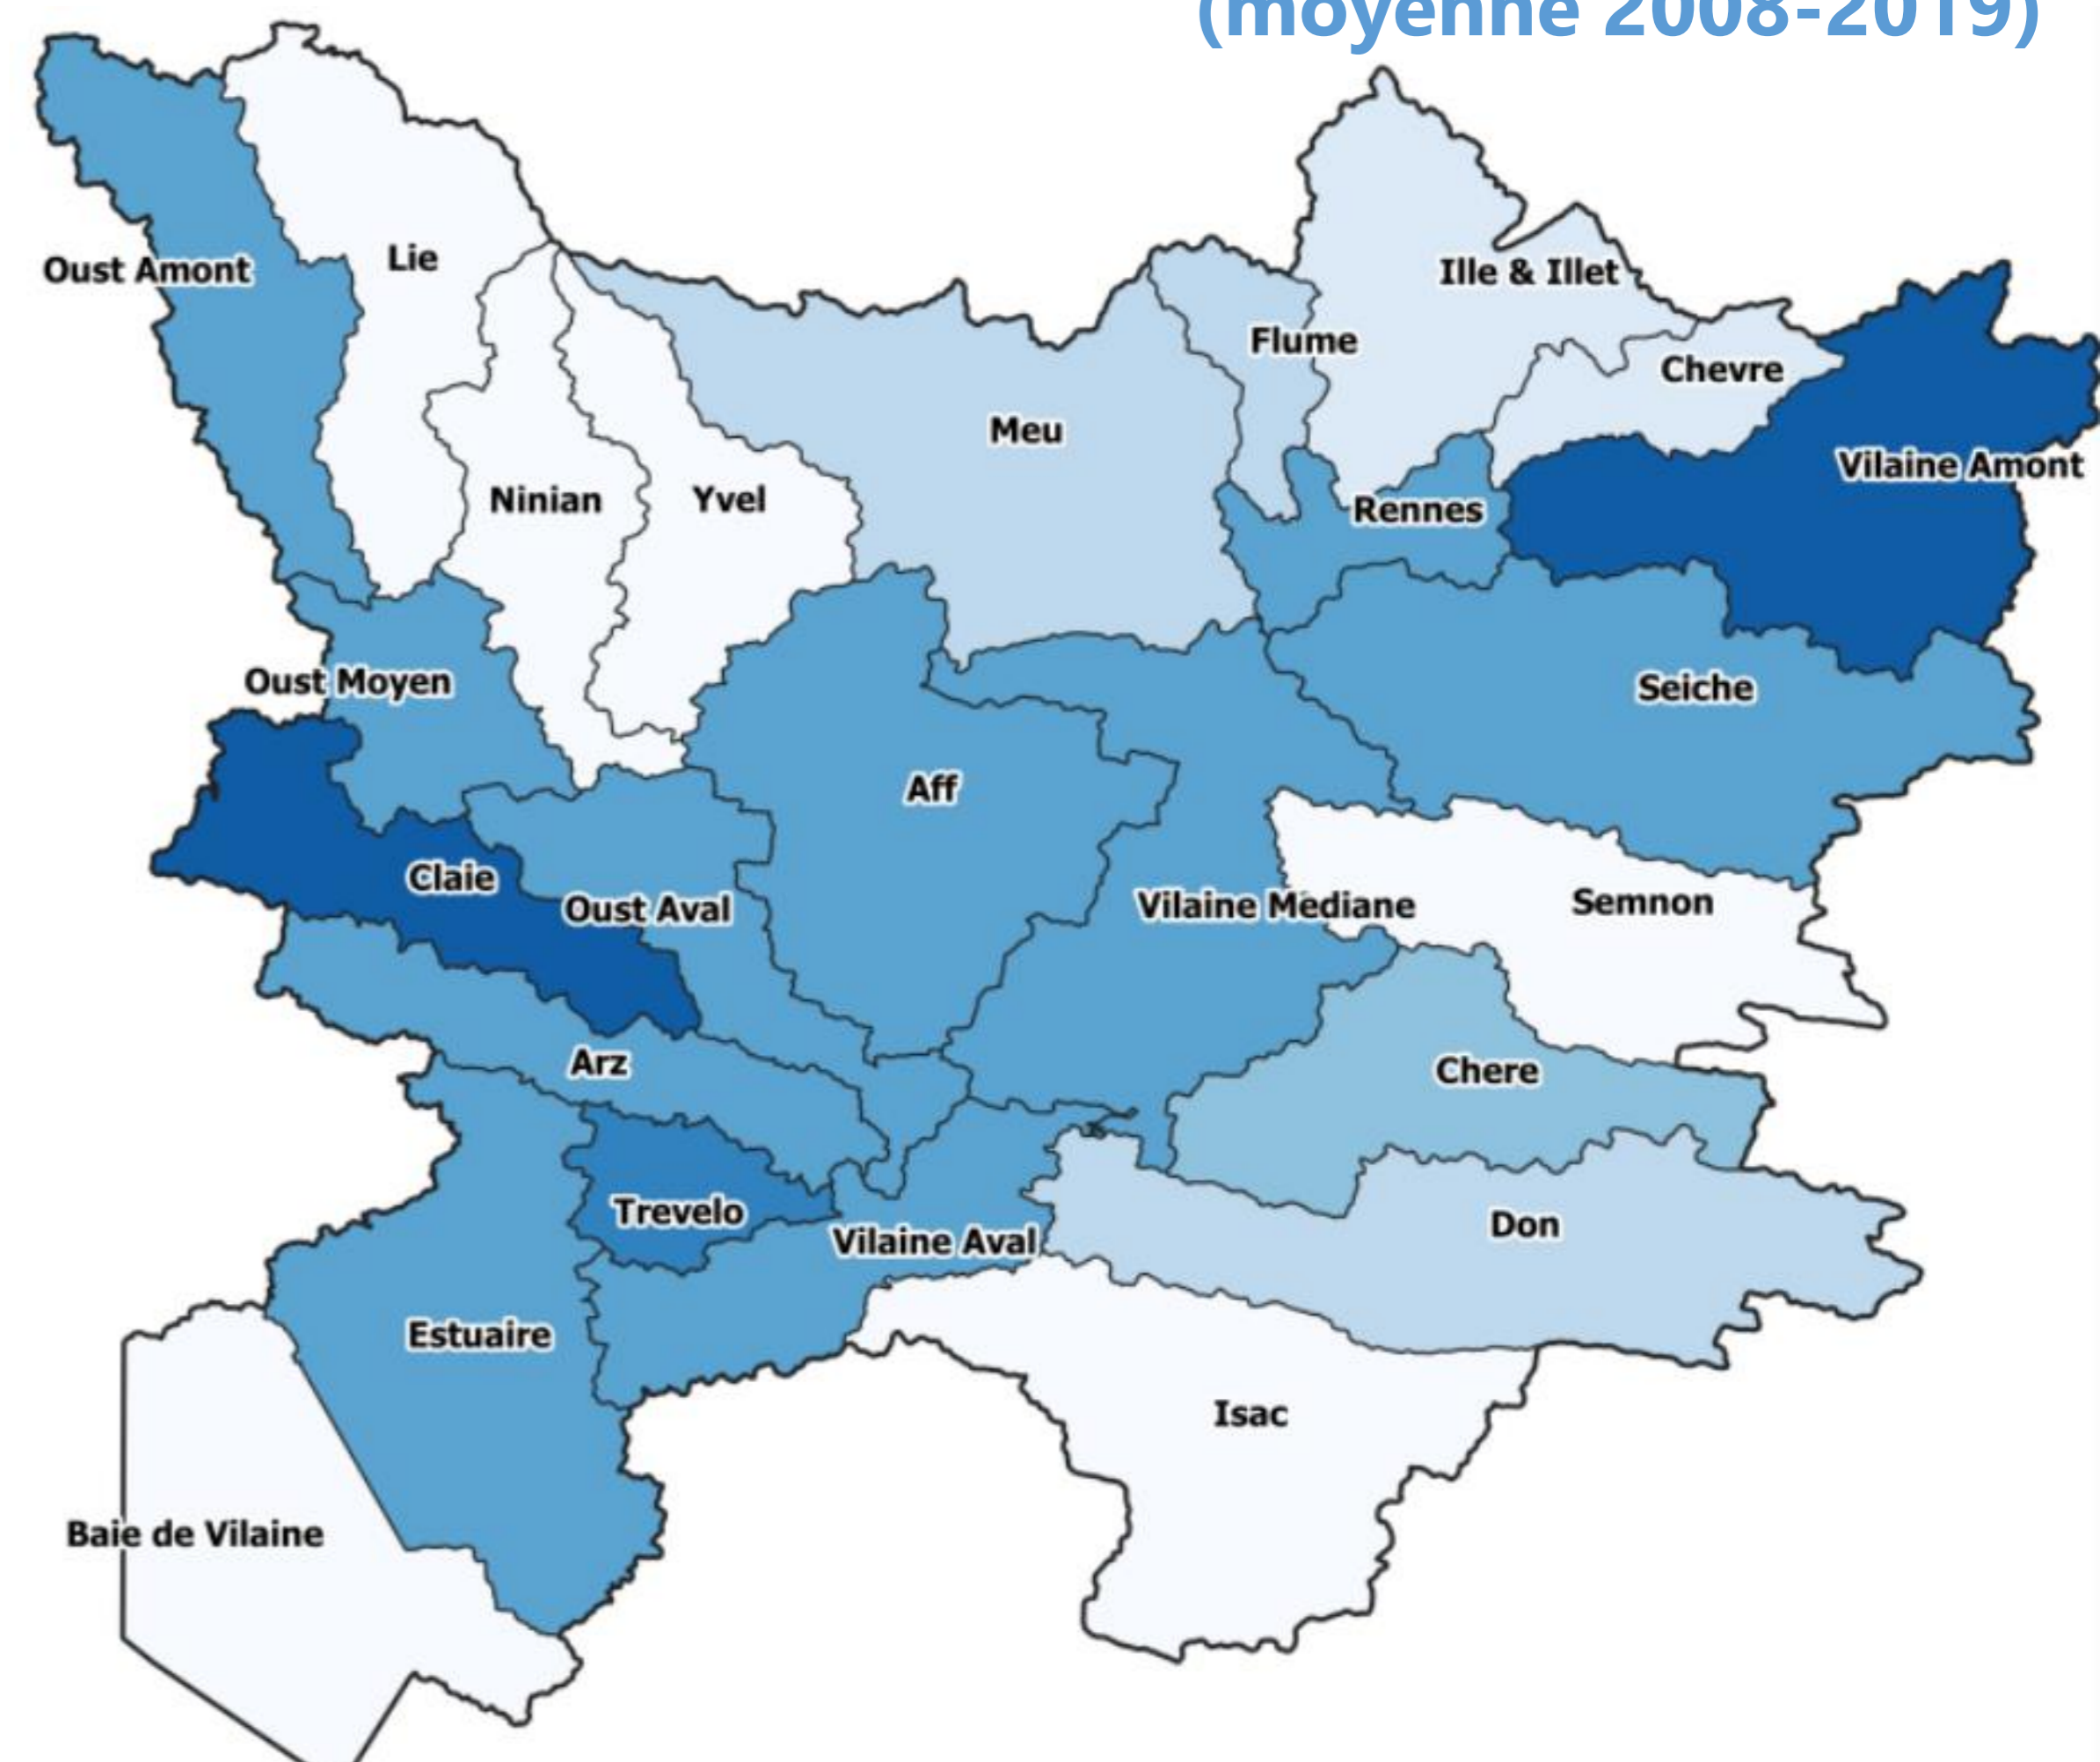 (moyenne 2008-2019)
Oust Amont
Lie
Ille & Illet
Flume
Chevre
Meu
Vilaine Amont
Ninian
Yvel
Rennes
Oust Moyen
Seiche
Aff
Claie
Oust Aval
Vilaine Mediane
Semnon
Arz
Chere
Trevelo
Vilaine Aval
Don
Estuaire
Isac
Baie de Vilaine